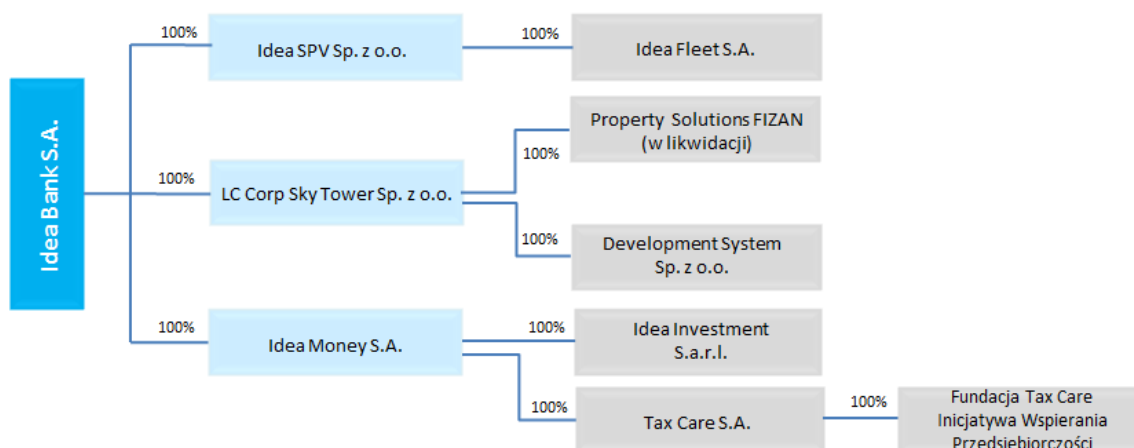 100%
Idea SPV Sp. z o.o.
100%
Idea Fleet S.A.
Idea Bank S.A.
100%
LC Corp Sky Tower Sp. z o.o.
100%
Property Solutions FIZAN
(w likwidacji)
100%
Development System
Sp. z o.o.
100%
Idea Money S.A.
100%
Idea Investment
S.a.r.l.
100%
Tax Care S.A.
100%
Fundacja Tax Care
Inicjatywa Wspierania
Przedsiębiorczości